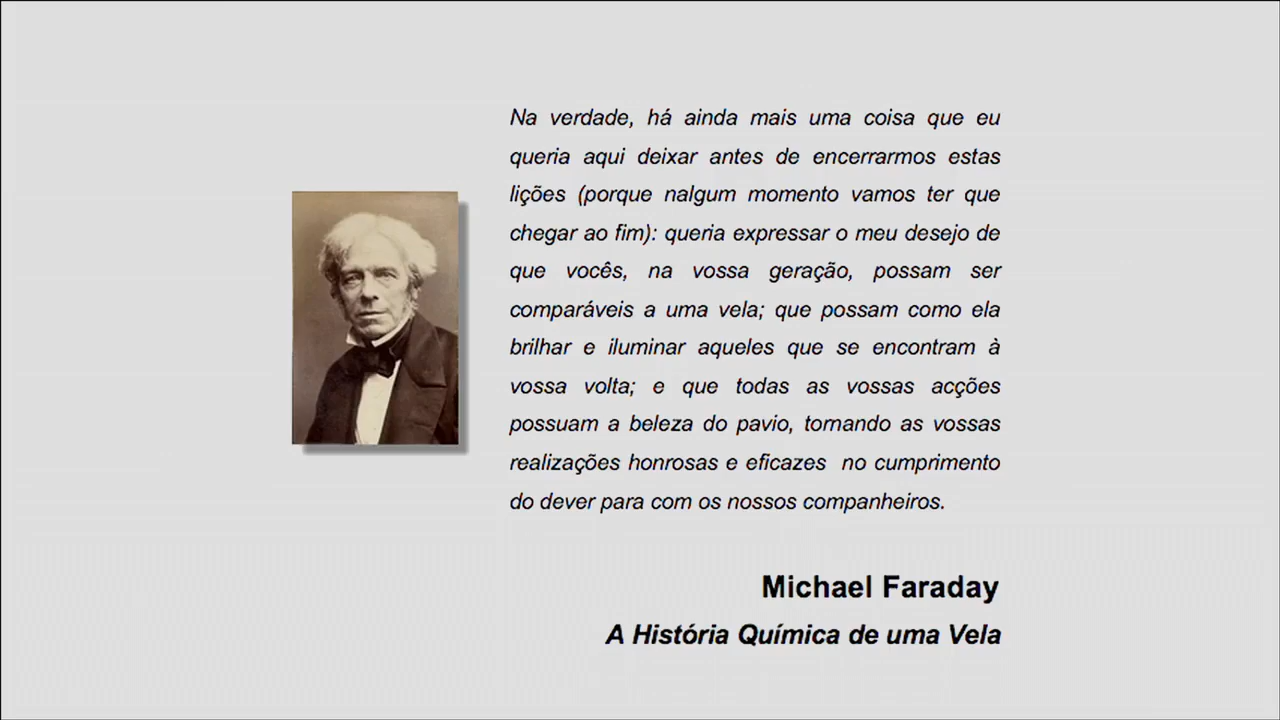 Na verdade, há ainda mais uma coisa que eu
queria aqui deixar antes de encerrarmos estas
lições (porque nalgum momento vamos ter que
chegar ao fim): queria expressar o meu desejo de
que vocês, na vossa geração, possam ser
comparáveis a uma vela; que possam como ela
brilhar e iluminar aqueles que se encontram à
vossa volta; e que todas as vossas acções
possuam a beleza do pavio, tornando as vossas
realizações honrosas e eficazes no cumprimento
do dever para com os nossos companheiros.
Michael Faraday
A História Química de uma Vela